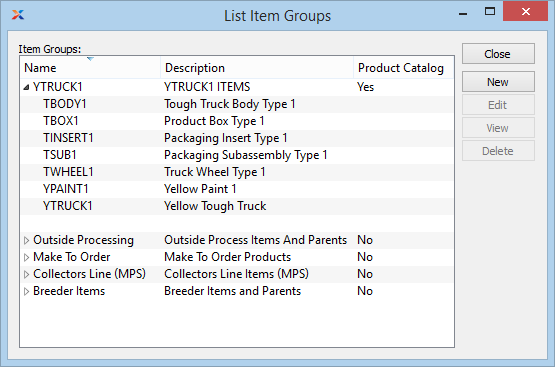 List Item Groups
Item Groups:
Name Description Product Catalog
YTRUCK1 YTRUCK1 ITEMS Yes
TBODY1 Tough Truck Body Type 1
TBOX1 Product Box Type 1
TINSERT1 Packaging Insert Type 1
TSUB1 Packaging Subassembly Type 1
TWHEEL1 Truck Wheel Type 1
YPAINT1 Yellow Paint 1
YTRUCK1 Yellow Tough Truck
Outside Processing Outside Process Items And Parents No
Make To Order Make To Order Products No
Collectors Line (MPS) Collectors Line Items (MPS) No
Breeder Items Breeder Items and Parents No
Close
New
Edit
View
Delete